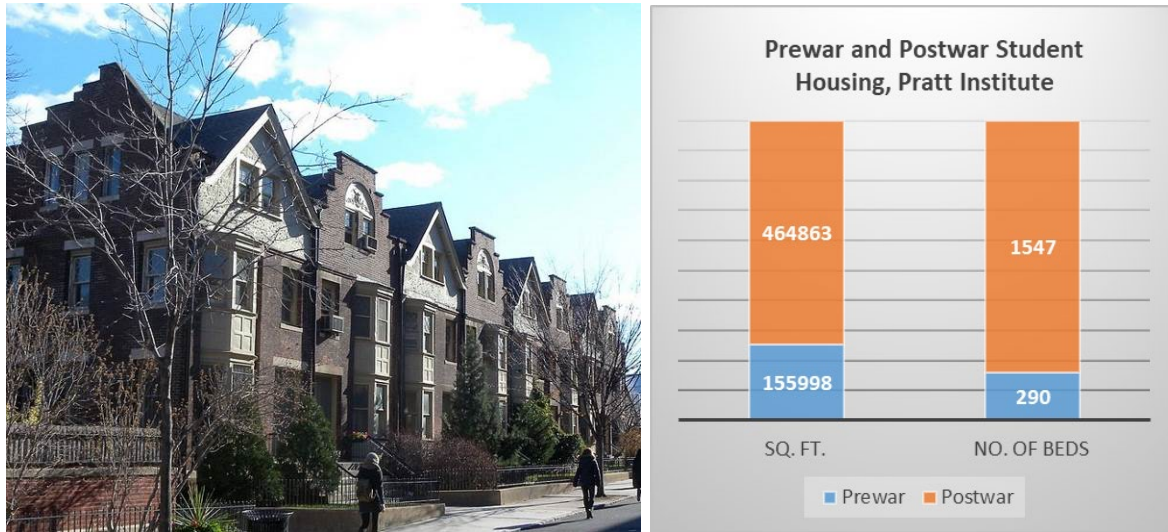 Prewar and Postwar Student
Housing, Pratt Institute
464863
1547
155998
290
SQ. FT.
NO. OF BEDS
Prewar
Postwar